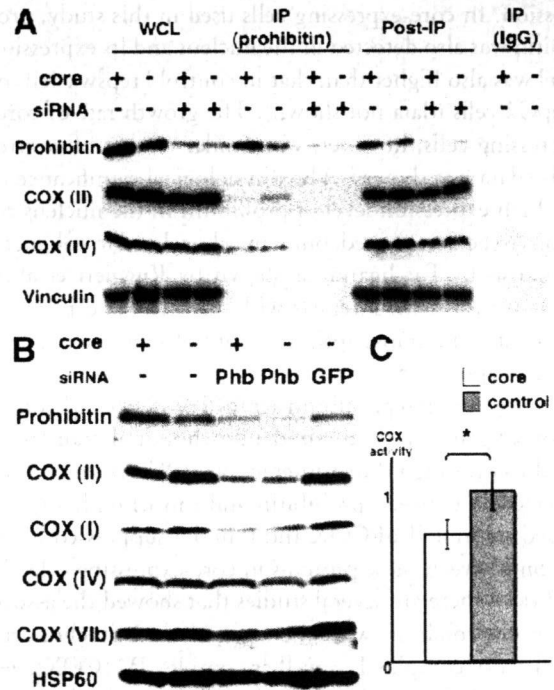 A
WCL IP (prohibitin) Post-IP IP (IgG)
core + - + - + - + - + - + - + -
siRNA - - + + - - + + - - + + - -
Prohibitin
COX (II)
COX (IV)
Vinculin
B
core + - + - -
siRNA - - Phb Phb GFP
Prohibitin
COX (II)
COX (I)
COX (IV)
COX (VIb)
HSP60
C
core
control
COX activity
*
1
0